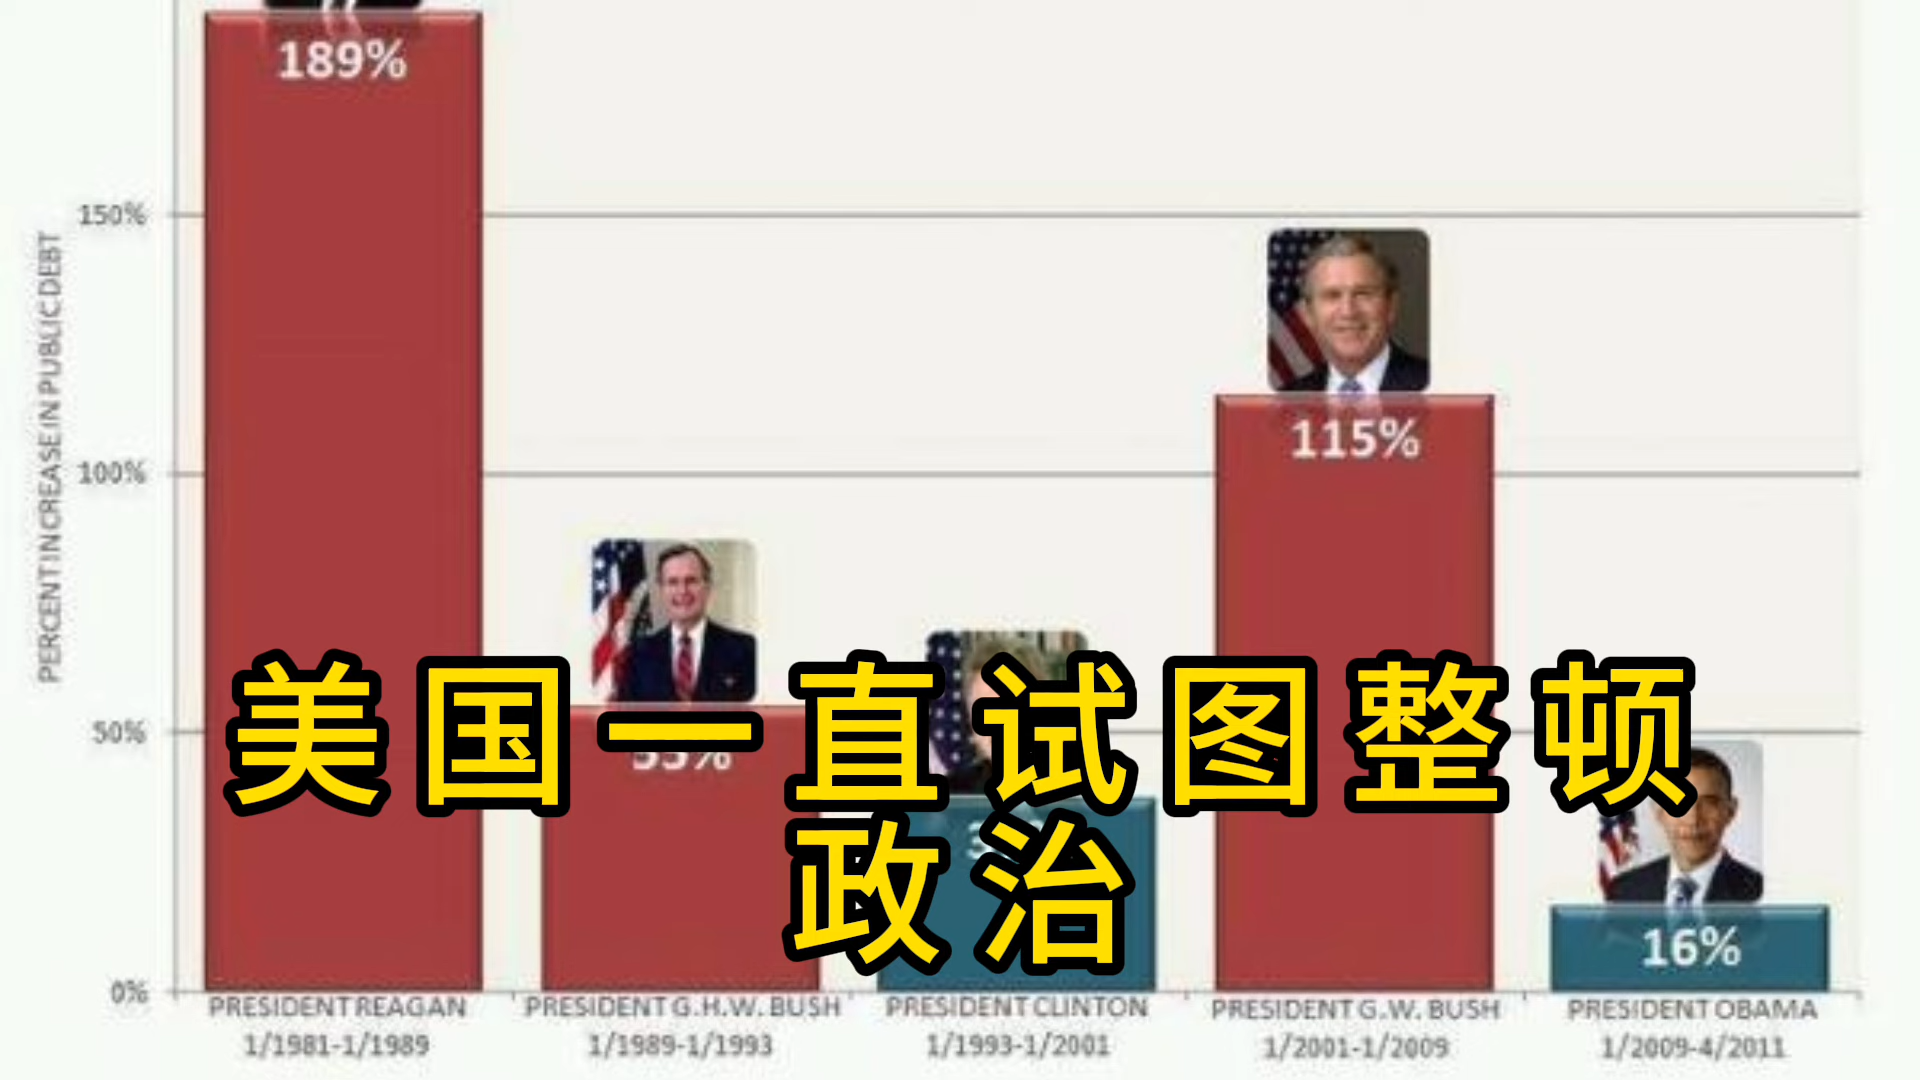 189%
150%
PERCENT INCREASE IN PUBLIC DEBT
115%
100%
50%
美国一直试图整顿
政治
16%
0%
PRESIDENT REAGAN
1/1981-1/1989
PRESIDENT G.H.W. BUSH
1/1989-1/1993
PRESIDENT CLINTON
1/1993-1/2001
PRESIDENT G.W. BUSH
1/2001-1/2009
PRESIDENT OBAMA
1/2009-4/2011